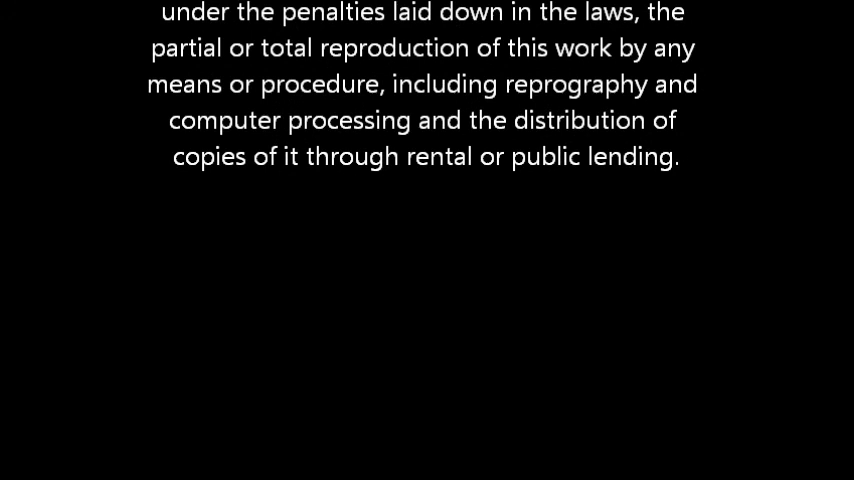 under the penalties laid down in the laws, the
partial or total reproduction of this work by any
means or procedure, including reprography and
computer processing and the distribution of
copies of it through rental or public lending.